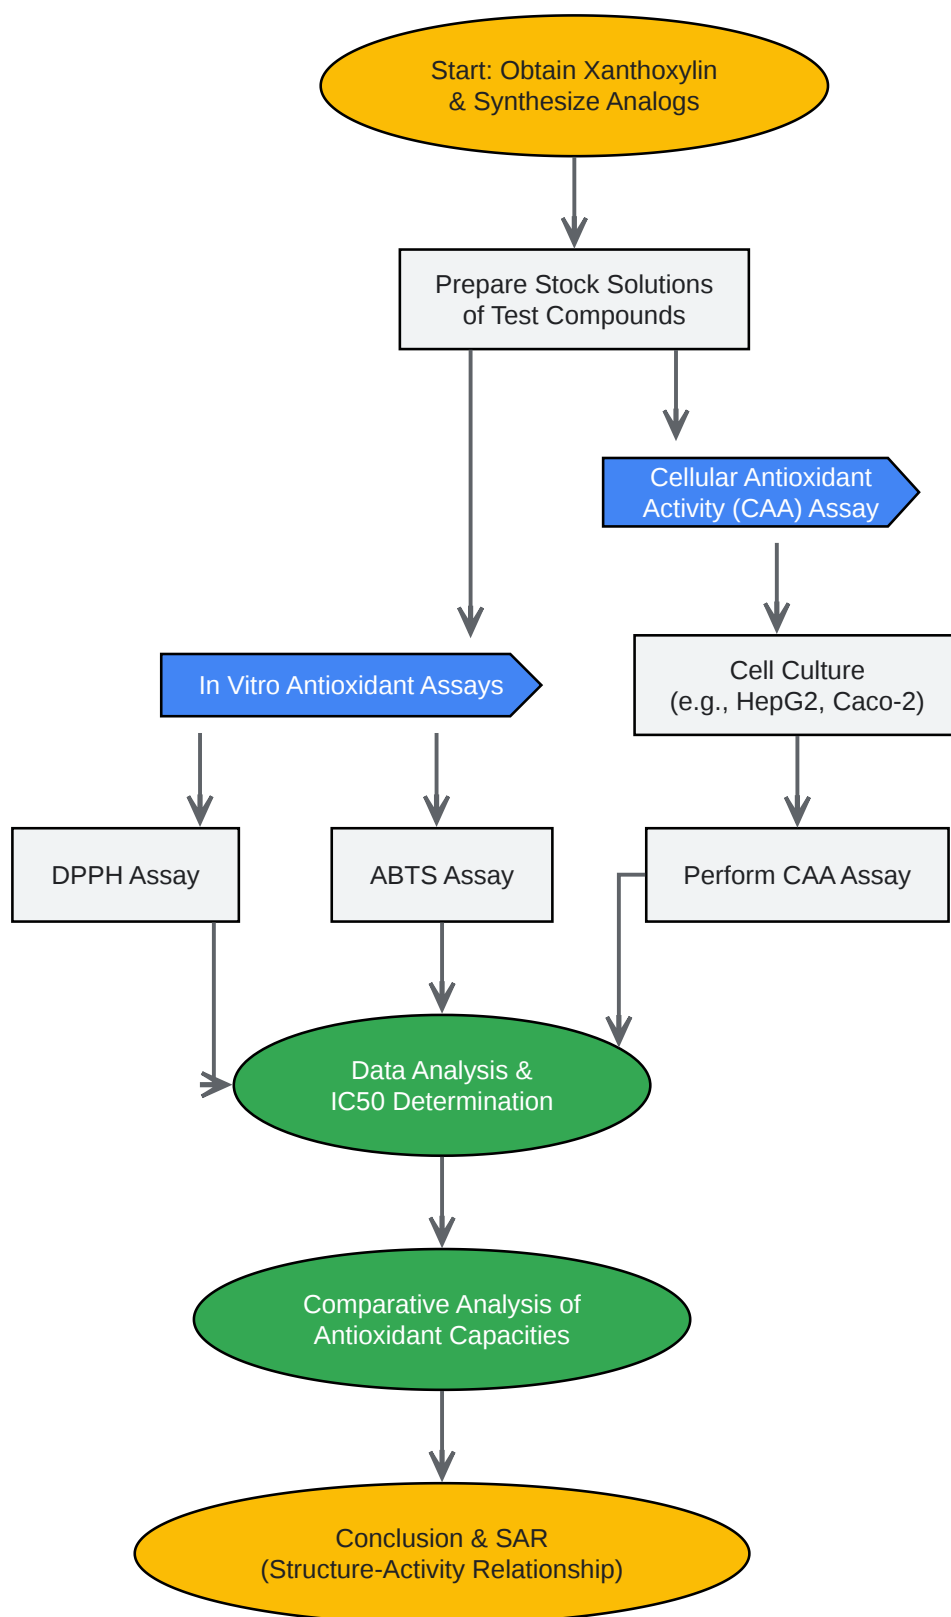 Start: Obtain Xanthoxylin
& Synthesize Analogs
Prepare Stock Solutions
of Test Compounds
Cellular Antioxidant
Activity (CAA) Assay
Cell Culture
(e.g., HepG2, Caco-2)
In Vitro Antioxidant Assays
DPPH Assay
ABTS Assay
Perform CAA Assay
Data Analysis &
IC50 Determination
Comparative Analysis of
Antioxidant Capacities
Conclusion & SAR
(Structure-Activity Relationship)